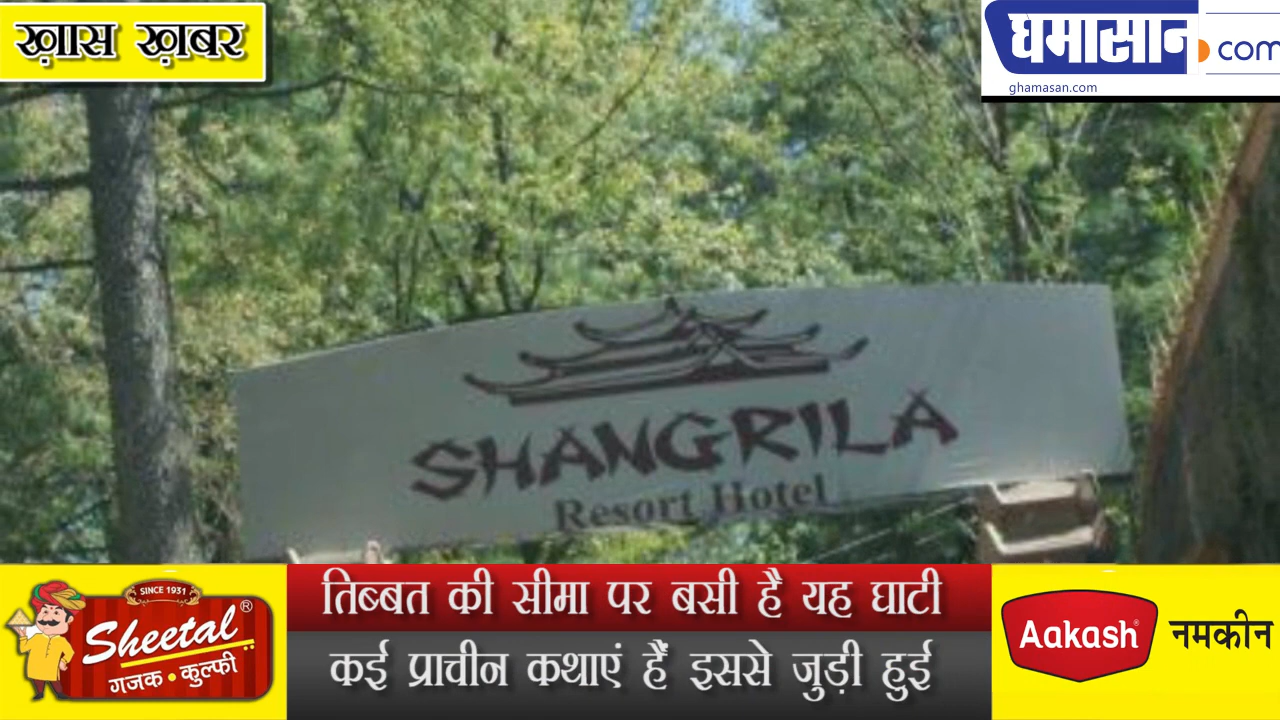 ख़ास ख़बर
घमासान.com
ghamasan.com
SHANGRILA
Resort Hotel
SINCE 1931
Sheetal®
गजक • कुल्फी
तिब्बत की सीमा पर बसी है यह घाटी
कई प्राचीन कथाएं हैं इससे जुड़ी हुई
Aakash®
नमकीन